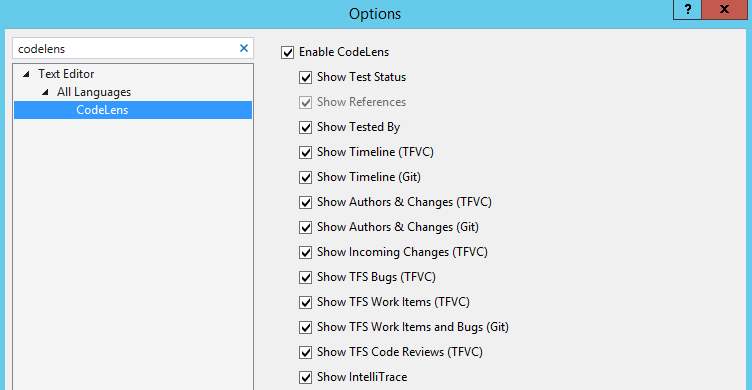 Options
?
x
codelens
×
Text Editor
All Languages
CodeLens
Enable CodeLens
Show Test Status
Show References
Show Tested By
Show Timeline (TFVC)
Show Timeline (Git)
Show Authors & Changes (TFVC)
Show Authors & Changes (Git)
Show Incoming Changes (TFVC)
Show TFS Bugs (TFVC)
Show TFS Work Items (TFVC)
Show TFS Work Items and Bugs (Git)
Show TFS Code Reviews (TFVC)
Show IntelliTrace